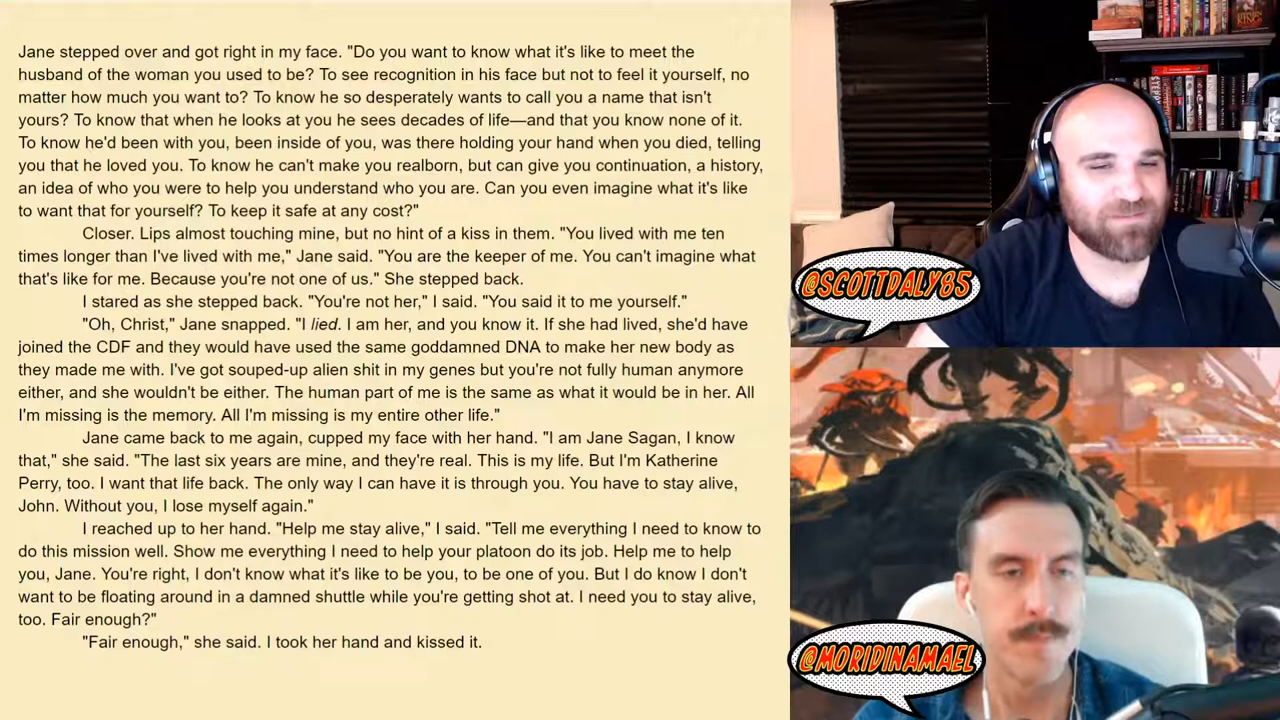 Jane stepped over and got right in my face. "Do you want to know what it's like to meet the
husband of the woman you used to be? To see recognition in his face but not to feel it yourself, no
matter how much you want to? To know he so desperately wants to call you a name that isn't
yours? To know that when he looks at you he sees decades of life—and that you know none of it.
To know he'd been with you, been inside of you, was there holding your hand when you died, telling
you that he loved you. To know he can't make you realborn, but can give you continuation, a history,
an idea of who you were to help you understand who you are. Can you even imagine what it's like
to want that for yourself? To keep it safe at any cost?"
Closer. Lips almost touching mine, but no hint of a kiss in them. "You lived with me ten
times longer than I've lived with me," Jane said. "You are the keeper of me. You can't imagine what
that's like for me. Because you're not one of us." She stepped back.
I stared as she stepped back. "You're not her," I said. "You said it to me yourself."
"Oh, Christ," Jane snapped. "I lied. I am her, and you know it. If she had lived, she'd have
joined the CDF and they would have used the same goddamned DNA to make her new body as
they made me with. I've got souped-up alien shit in my genes but you're not fully human anymore
either, and she wouldn't be either. The human part of me is the same as what it would be in her. All
I'm missing is the memory. All I'm missing is my entire other life."
Jane came back to me again, cupped my face with her hand. "I am Jane Sagan, I know
that," she said. "The last six years are mine, and they're real. This is my life. But I'm Katherine
Perry, too. I want that life back. The only way I can have it is through you. You have to stay alive,
John. Without you, I lose myself again."
I reached up to her hand. "Help me stay alive," I said. "Tell me everything I need to know to
do this mission well. Show me everything I need to help your platoon do its job. Help me to help
you, Jane. You're right, I don't know what it's like to be you, to be one of you. But I do know I don't
want to be floating around in a damned shuttle while you're getting shot at. I need you to stay alive,
too. Fair enough?"
"Fair enough," she said. I took her hand and kissed it.
@SCOTTDALY85
@MORIDINAMAEL